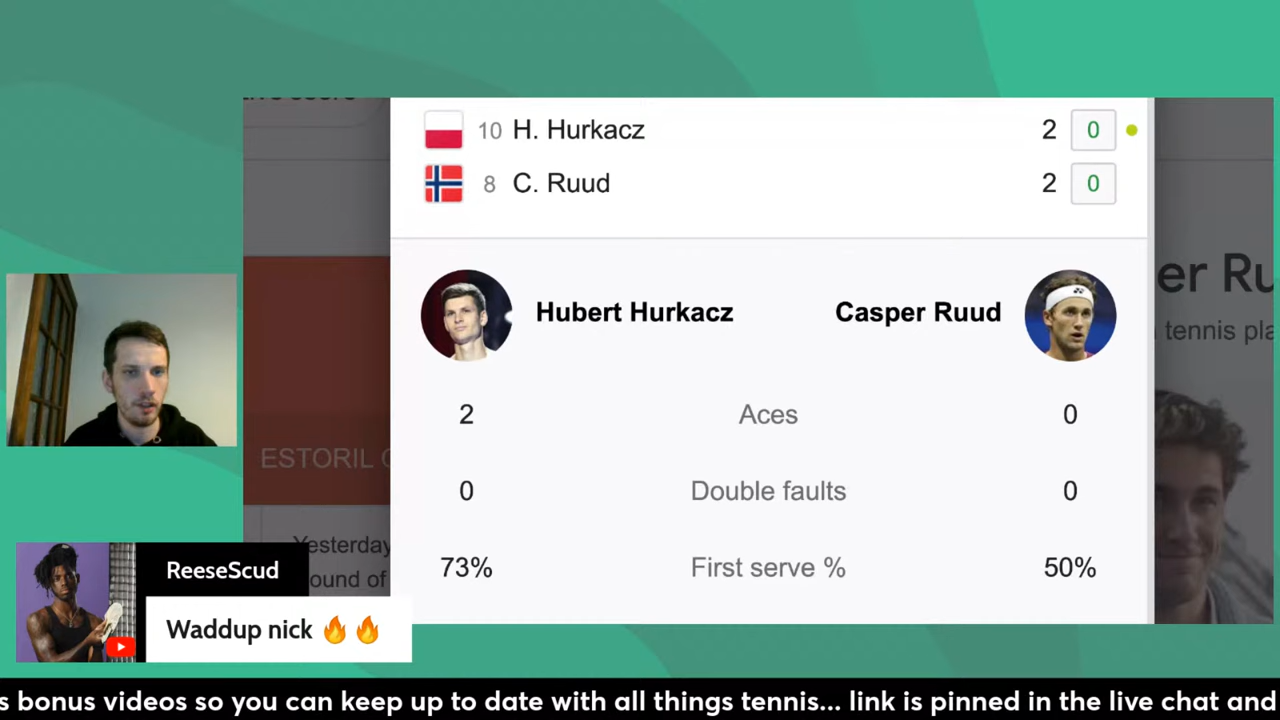 10 H. Hurkacz 2 0
8 C. Ruud 2 0
Hubert Hurkacz Casper Ruud
er Ru
tennis pla
2 Aces 0
ESTORIL
0 Double faults 0
Yesterday
ound of
73% First serve % 50%
ReeseScud
Waddup nick 🔥🔥
s bonus videos so you can keep up to date with all things tennis... link is pinned in the live chat and